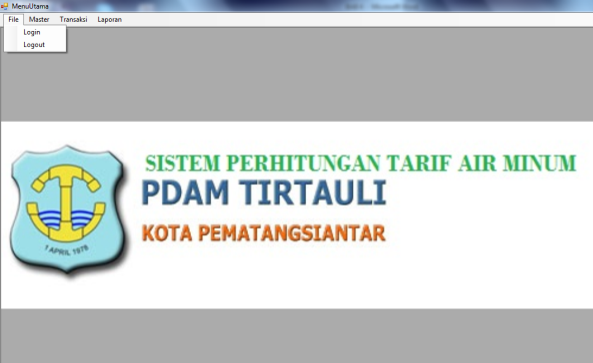 MenuUtama
File Master Transaksi Laporan
Login
Logout
SISTEM PERHITUNGAN TARIF AIR MINUM
PDAM TIRTAULI
KOTA PEMATANGSIANTAR
1 APRIL 1976